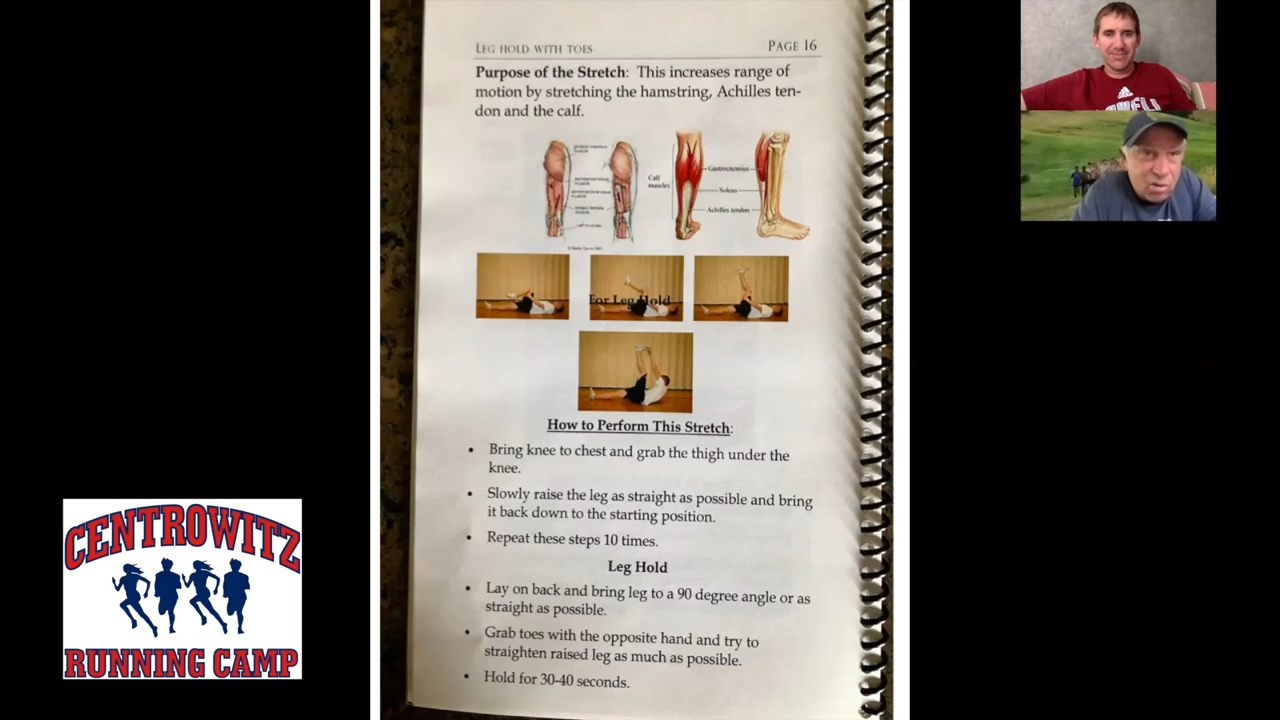 LEG HOLD WITH TOES
PAGE 16
Purpose of the Stretch: This increases range of
motion by stretching the hamstring, Achilles ten-
don and the calf.
Calf
muscles
Gastrocnemius
Soleus
Achilles tendon
For Leg Hold
How to Perform This Stretch:
• Bring knee to chest and grab the thigh under the
knee.
• Slowly raise the leg as straight as possible and bring
it back down to the starting position.
• Repeat these steps 10 times.
Leg Hold
• Lay on back and bring leg to a 90 degree angle or as
straight as possible.
• Grab toes with the opposite hand and try to
straighten raised leg as much as possible.
• Hold for 30-40 seconds.
CENTROWITZ
RUNNING CAMP
adidas